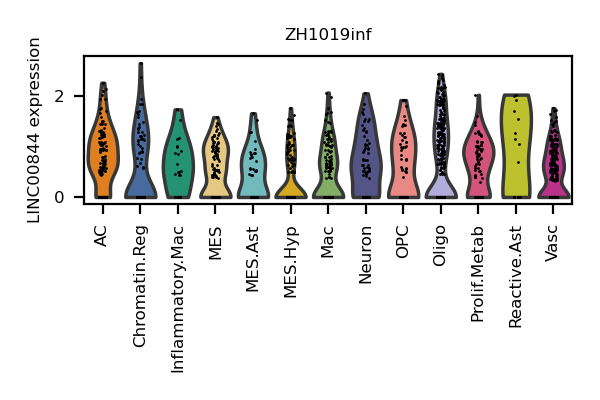 ZH1019inf
LINC00844 expression
2
0
AC
Chromatin.Reg
Inflammatory.Mac
MES
MES.Ast
MES.Hyp
Mac
Neuron
OPC
Oligo
Prolif.Metab
Reactive.Ast
Vasc